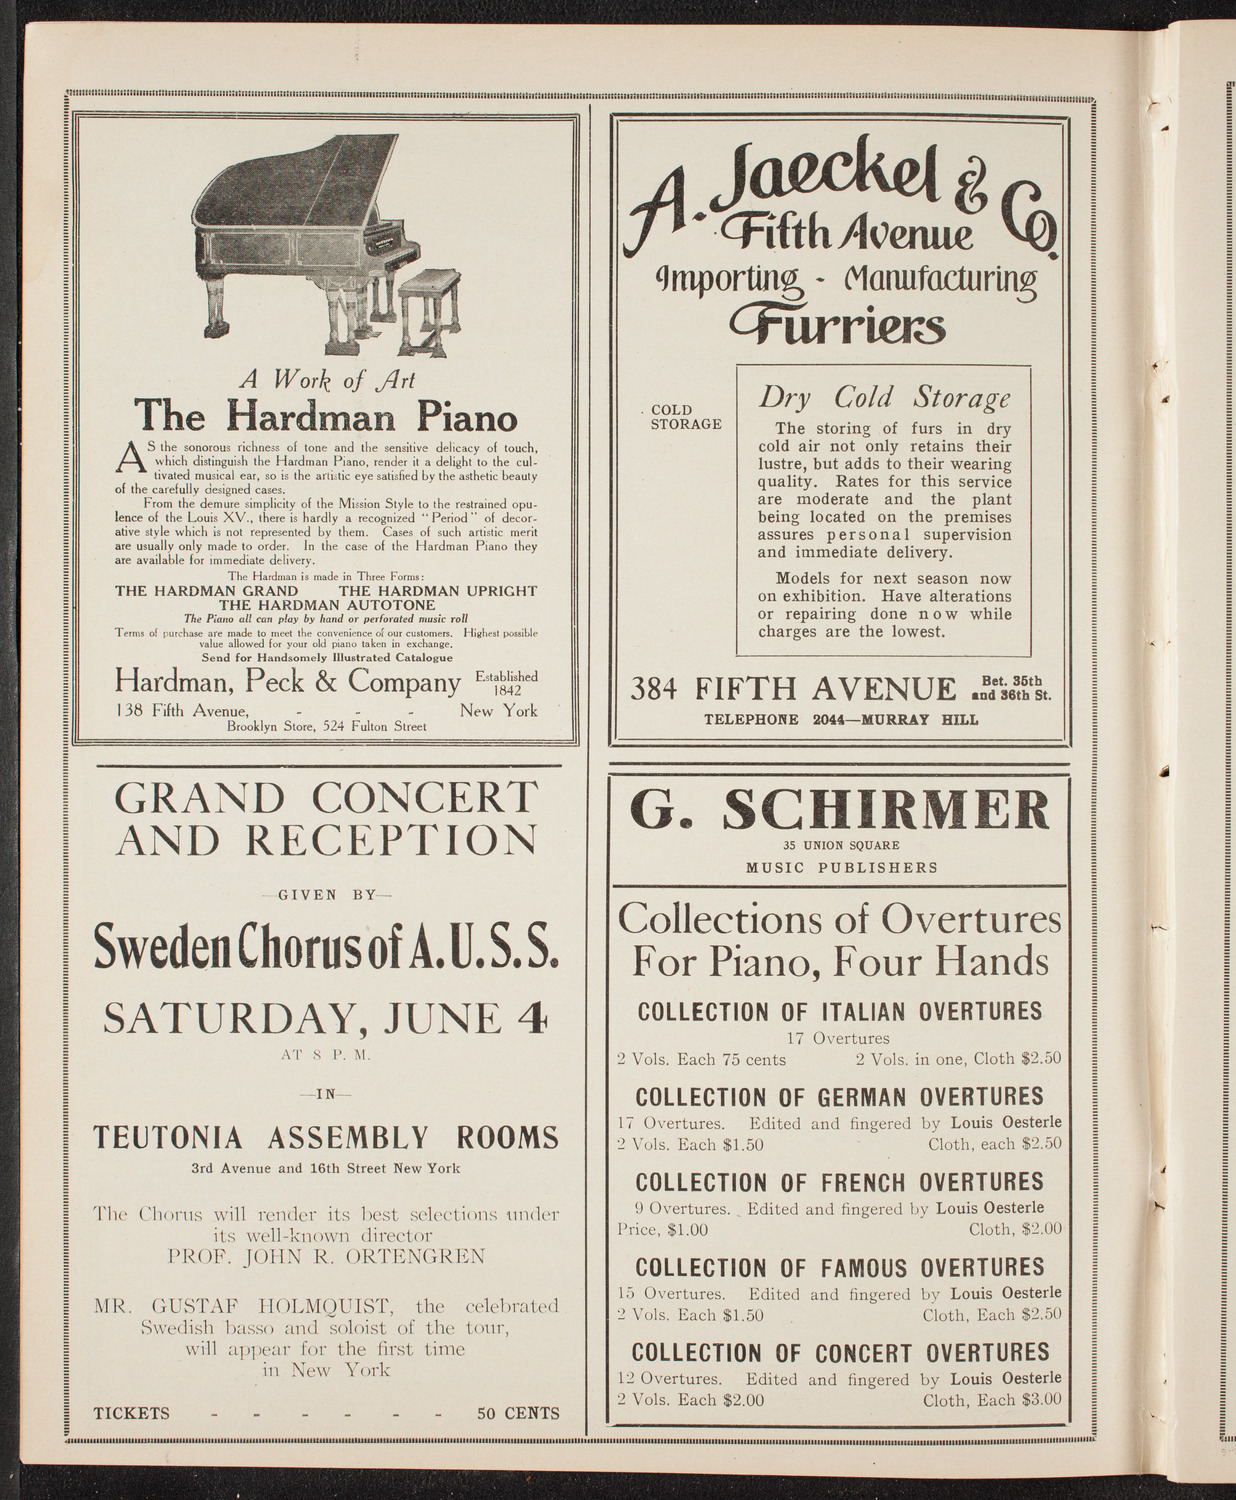 A Work of Art
The Hardman Piano
AS the sonorous richness of tone and the sensitive delicacy of touch,
which distinguish the Hardman Piano, render it a delight to the cul-
tivated musical ear, so is the artistic eye satisfied by the asthetic beauty
of the carefully designed cases.
From the demure simplicity of the Mission Style to the restrained opu-
lence of the Louis XV., there is hardly a recognized "Period" of decor-
ative style which is not represented by them. Cases of such artistic merit
are usually only made to order. In the case of the Hardman Piano they
are available for immediate delivery.
The Hardman is made in Three Forms:
THE HARDMAN GRAND THE HARDMAN UPRIGHT
THE HARDMAN AUTOTONE
The Piano all can play by hand or perforated music roll
Terms of purchase are made to meet the convenience of our customers. Highest possible
value allowed for your old piano taken in exchange.
Send for Handsomely Illustrated Catalogue
Hardman, Peck & Company Established
1842
138 Fifth Avenue, - - - New York
Brooklyn Store, 524 Fulton Street
GRAND CONCERT
AND RECEPTION
—GIVEN BY—
Sweden Chorus of A.U.S.S.
SATURDAY, JUNE 4
AT 8 P. M.
—IN—
TEUTONIA ASSEMBLY ROOMS
3rd Avenue and 16th Street New York
The Chorus will render its best selections under
its well-known director
PROF. JOHN R. ORTENGREN
MR. GUSTAF HOLMQUIST, the celebrated
Swedish basso and soloist of the tour,
will appear for the first time
in New York
TICKETS - - - - - - 50 CENTS
A. Jaeckel & Co.
Fifth Avenue
Importing - Manufacturing
Furriers
COLD
STORAGE
Dry Cold Storage
The storing of furs in dry
cold air not only retains their
lustre, but adds to their wearing
quality. Rates for this service
are moderate and the plant
being located on the premises
assures personal supervision
and immediate delivery.
Models for next season now
on exhibition. Have alterations
or repairing done now while
charges are the lowest.
384 FIFTH AVENUE Bet. 35th
and 36th St.
TELEPHONE 2044—MURRAY HILL
G. SCHIRMER
35 UNION SQUARE
MUSIC PUBLISHERS
Collections of Overtures
For Piano, Four Hands
COLLECTION OF ITALIAN OVERTURES
17 Overtures
2 Vols. Each 75 cents 2 Vols. in one, Cloth $2.50
COLLECTION OF GERMAN OVERTURES
17 Overtures. Edited and fingered by Louis Oesterle
2 Vols. Each $1.50 Cloth, each $2.50
COLLECTION OF FRENCH OVERTURES
9 Overtures. Edited and fingered by Louis Oesterle
Price, $1.00 Cloth, $2.00
COLLECTION OF FAMOUS OVERTURES
15 Overtures. Edited and fingered by Louis Oesterle
2 Vols. Each $1.50 Cloth, Each $2.50
COLLECTION OF CONCERT OVERTURES
12 Overtures. Edited and fingered by Louis Oesterle
2 Vols. Each $2.00 Cloth, Each $3.00